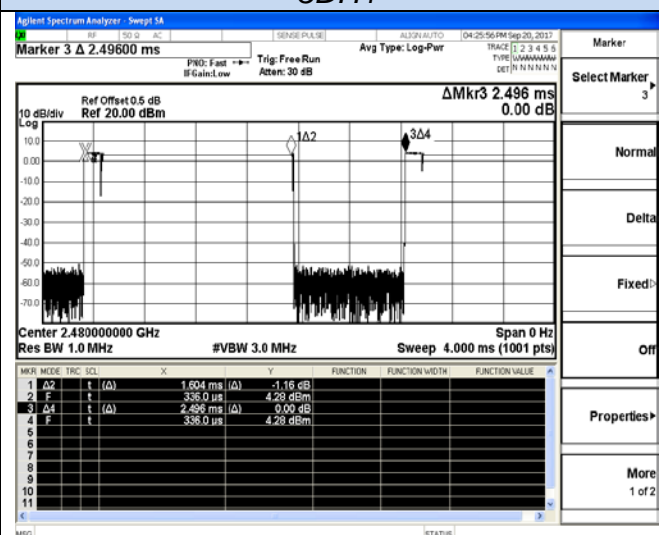 Agilent Spectrum Analyzer - Swept SA
RF 50 Ω AC SENSE:PULSE ALIGN AUTO 04:25:56 PM Sep 20, 2017
Marker 3 Δ 2.49600 ms
PNO: Fast Trig: Free Run
IFGain:Low Atten: 30 dB
Avg Type: Log-Pwr
TRACE 1 2 3 4 5 6
TYPE WWWWWW
DET N N N N N N
Marker
Select Marker
3
Normal
Delta
Fixed
Off
Properties
More
1 of 2
ΔMkr3 2.496 ms
0.00 dB
Ref Offset 0.5 dB
10 dB/div Ref 20.00 dBm
Log
1Δ2
3Δ4
10.0
0.00
-10.0
-20.0
-30.0
-40.0
-50.0
-60.0
-70.0
Center 2.480000000 GHz Span 0 Hz
Res BW 1.0 MHz #VBW 3.0 MHz Sweep 4.000 ms (1001 pts)
MKR MODE TRC SCL X Y FUNCTION FUNCTION WIDTH FUNCTION VALUE
1 Δ2 t (Δ) 1.604 ms (Δ) -1.16 dB
2 F t 336.0 µs 4.28 dBm
3 Δ4 t (Δ) 2.496 ms (Δ) 0.00 dB
4 F t 336.0 µs 4.28 dBm
5
6
7
8
9
10
11
MSG STATUS